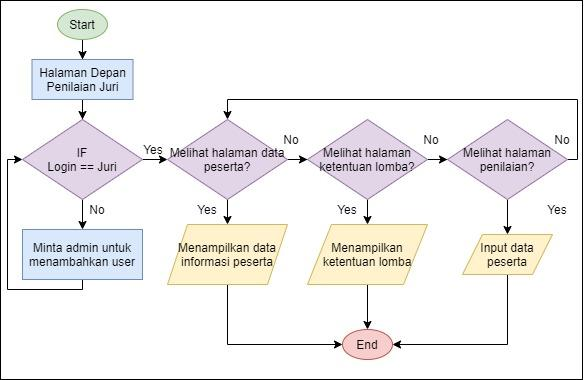 Start
Halaman Depan
Penilaian Juri
IF
Login == Juri
Yes
Melihat halaman data
peserta?
No
Melihat halaman
ketentuan lomba?
No
Melihat halaman
penilaian?
No
No
Yes
Yes
Yes
Minta admin untuk
menambahkan user
Menampilkan data
informasi peserta
Menampilkan
ketentuan lomba
Input data
peserta
End